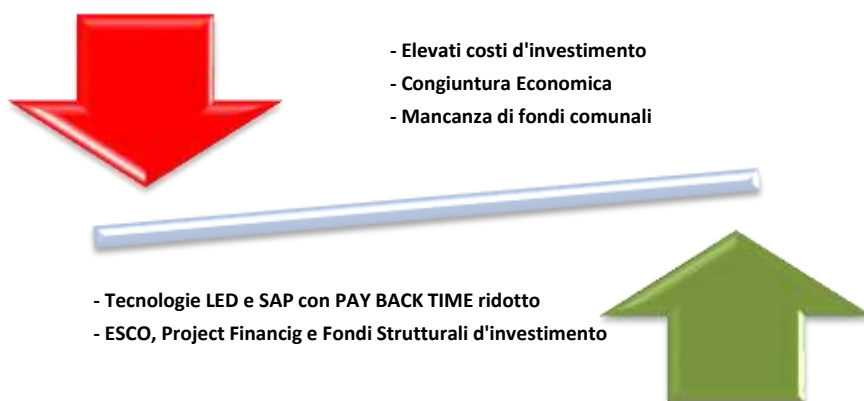 - Elevati costi d'investimento
- Congiuntura Economica
- Mancanza di fondi comunali
- Tecnologie LED e SAP con PAY BACK TIME ridotto
- ESCO, Project Financig e Fondi Strutturali d'investimento